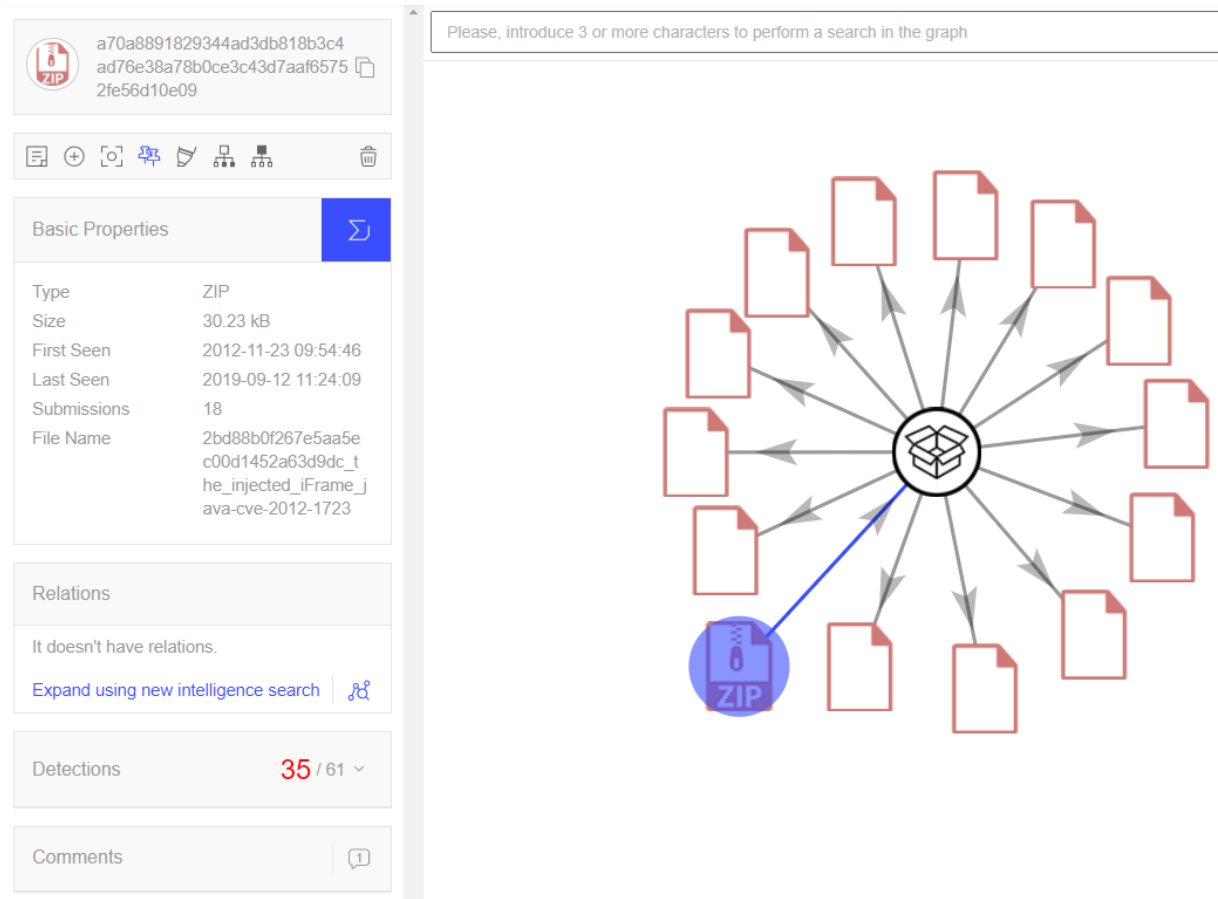 a70a8891829344ad3db818b3c4
ad76e38a78b0ce3c43d7aaf6575
2fe56d10e09
ZIP
Please, introduce 3 or more characters to perform a search in the graph
Basic Properties
Type ZIP
Size 30.23 kB
First Seen 2012-11-23 09:54:46
Last Seen 2019-09-12 11:24:09
Submissions 18
File Name 2bd88b0f267e5aa5e
c00d1452a63d9dc_t
he_injected_iFrame_j
ava-cve-2012-1723
Relations
It doesn't have relations.
Expand using new intelligence search
Detections 35 / 61
Comments 1
ZIP